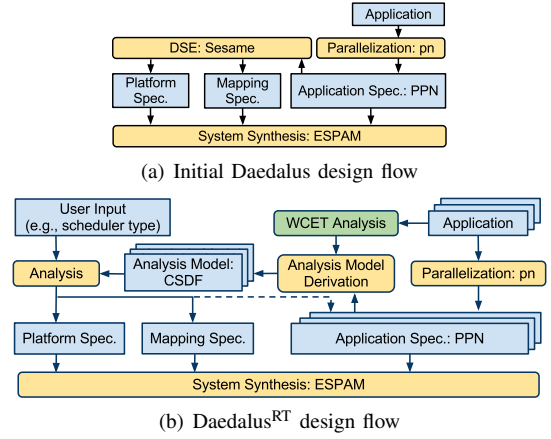 Application
DSE: Sesame
Parallelization: pn
Platform
Spec.
Mapping
Spec.
Application Spec.: PPN
System Synthesis: ESPAM
(a) Initial Daedalus design flow
User Input
(e.g., scheduler type)
WCET Analysis
Application
Analysis
Analysis Model:
CSDF
Analysis Model
Derivation
Parallelization: pn
Platform Spec.
Mapping Spec.
Application Spec.: PPN
System Synthesis: ESPAM
(b) Daedalusᴿᵀ design flow